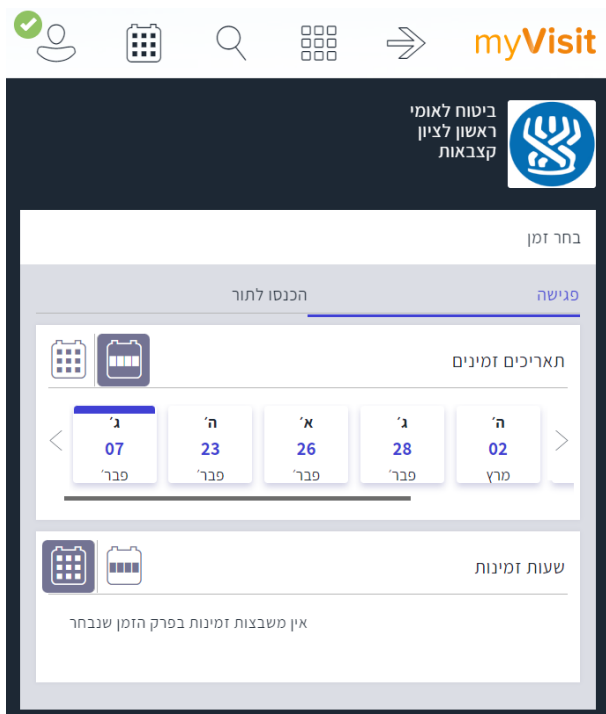 myVisit
ביטוח לאומי
ראשון לציון
קצבאות
בחר זמן
פגישה
הכנסו לתור
תאריכים זמינים
ג׳ ה׳ א׳ ג׳ ה׳
07 23 26 28 02
פבר׳ פבר׳ פבר׳ פבר׳ מרץ
שעות זמינות
אין משבצות זמינות בפרק הזמן שנבחר